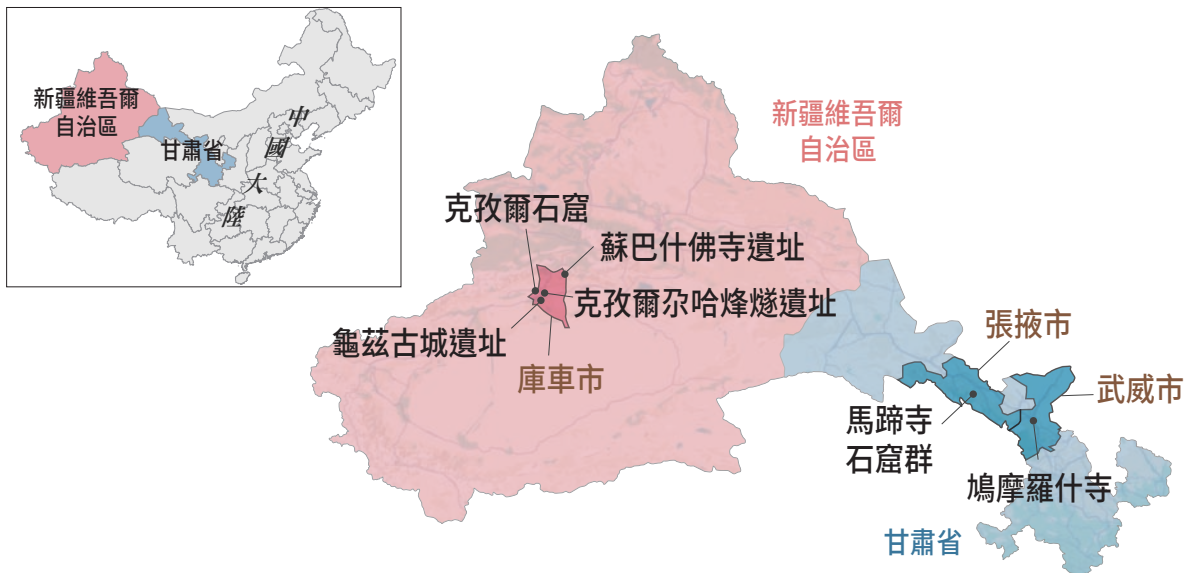 新疆維吾爾
自治區
甘肅省
中
國
大
陸
新疆維吾爾
自治區
克孜爾石窟
蘇巴什佛寺遺址
克孜爾尕哈烽燧遺址
龜茲古城遺址
庫車市
張掖市
武威市
馬蹄寺
石窟群
鳩摩羅什寺
甘肅省